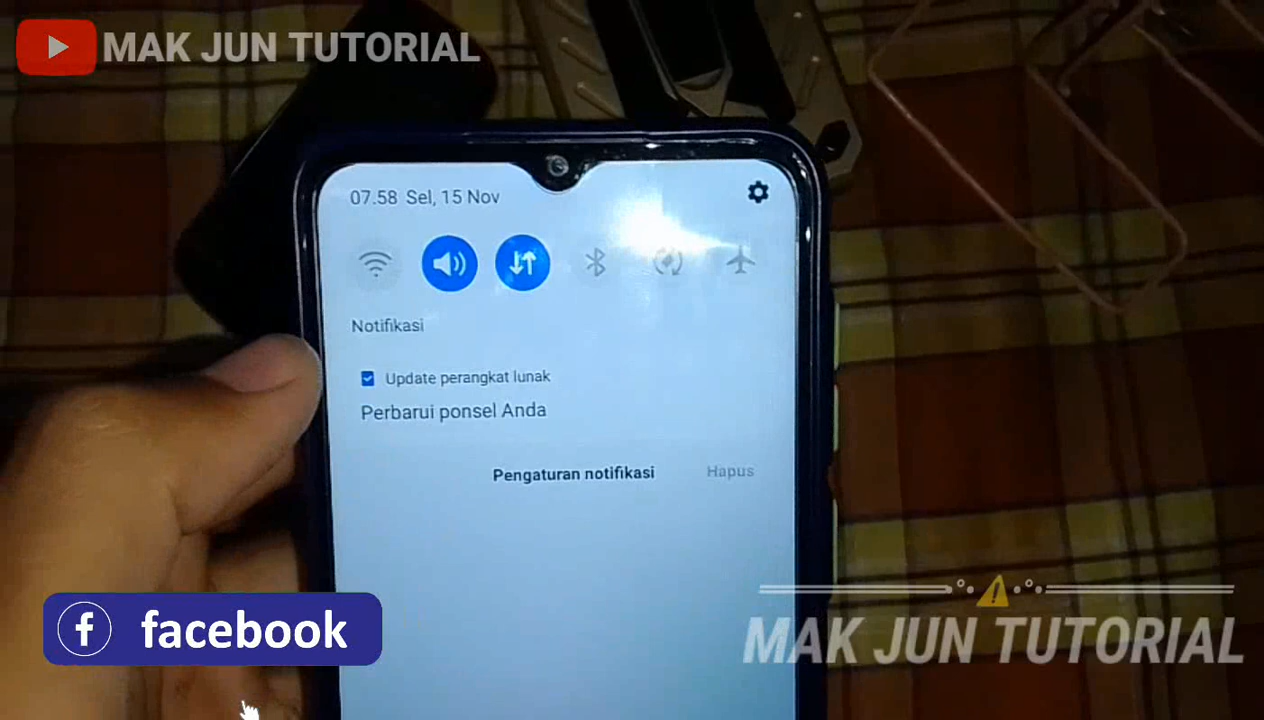 MAK JUN TUTORIAL
07.58 Sel, 15 Nov
Notifikasi
Update perangkat lunak
Perbarui ponsel Anda
Pengaturan notifikasi
Hapus
f facebook
MAK JUN TUTORIAL